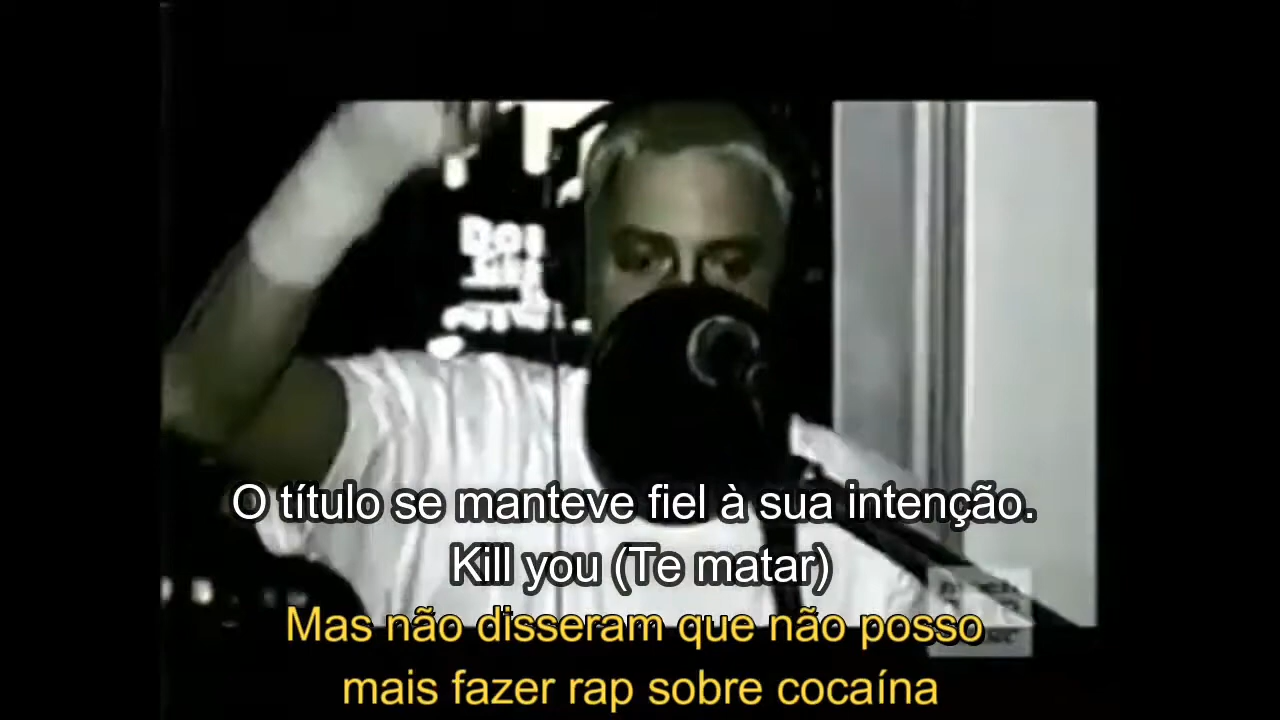 O título se manteve fiel à sua intenção.
Kill you (Te matar)
Mas não disseram que não posso
mais fazer rap sobre cocaína